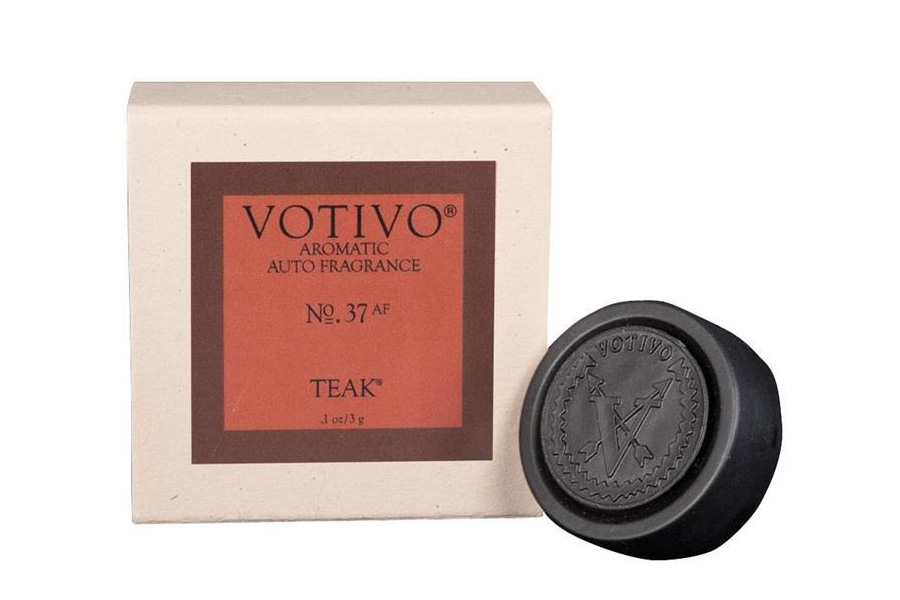 VOTIVO®
AROMATIC
AUTO FRAGRANCE
No. 37 AF
TEAK®
.1 oz/3 g
VOTIVO